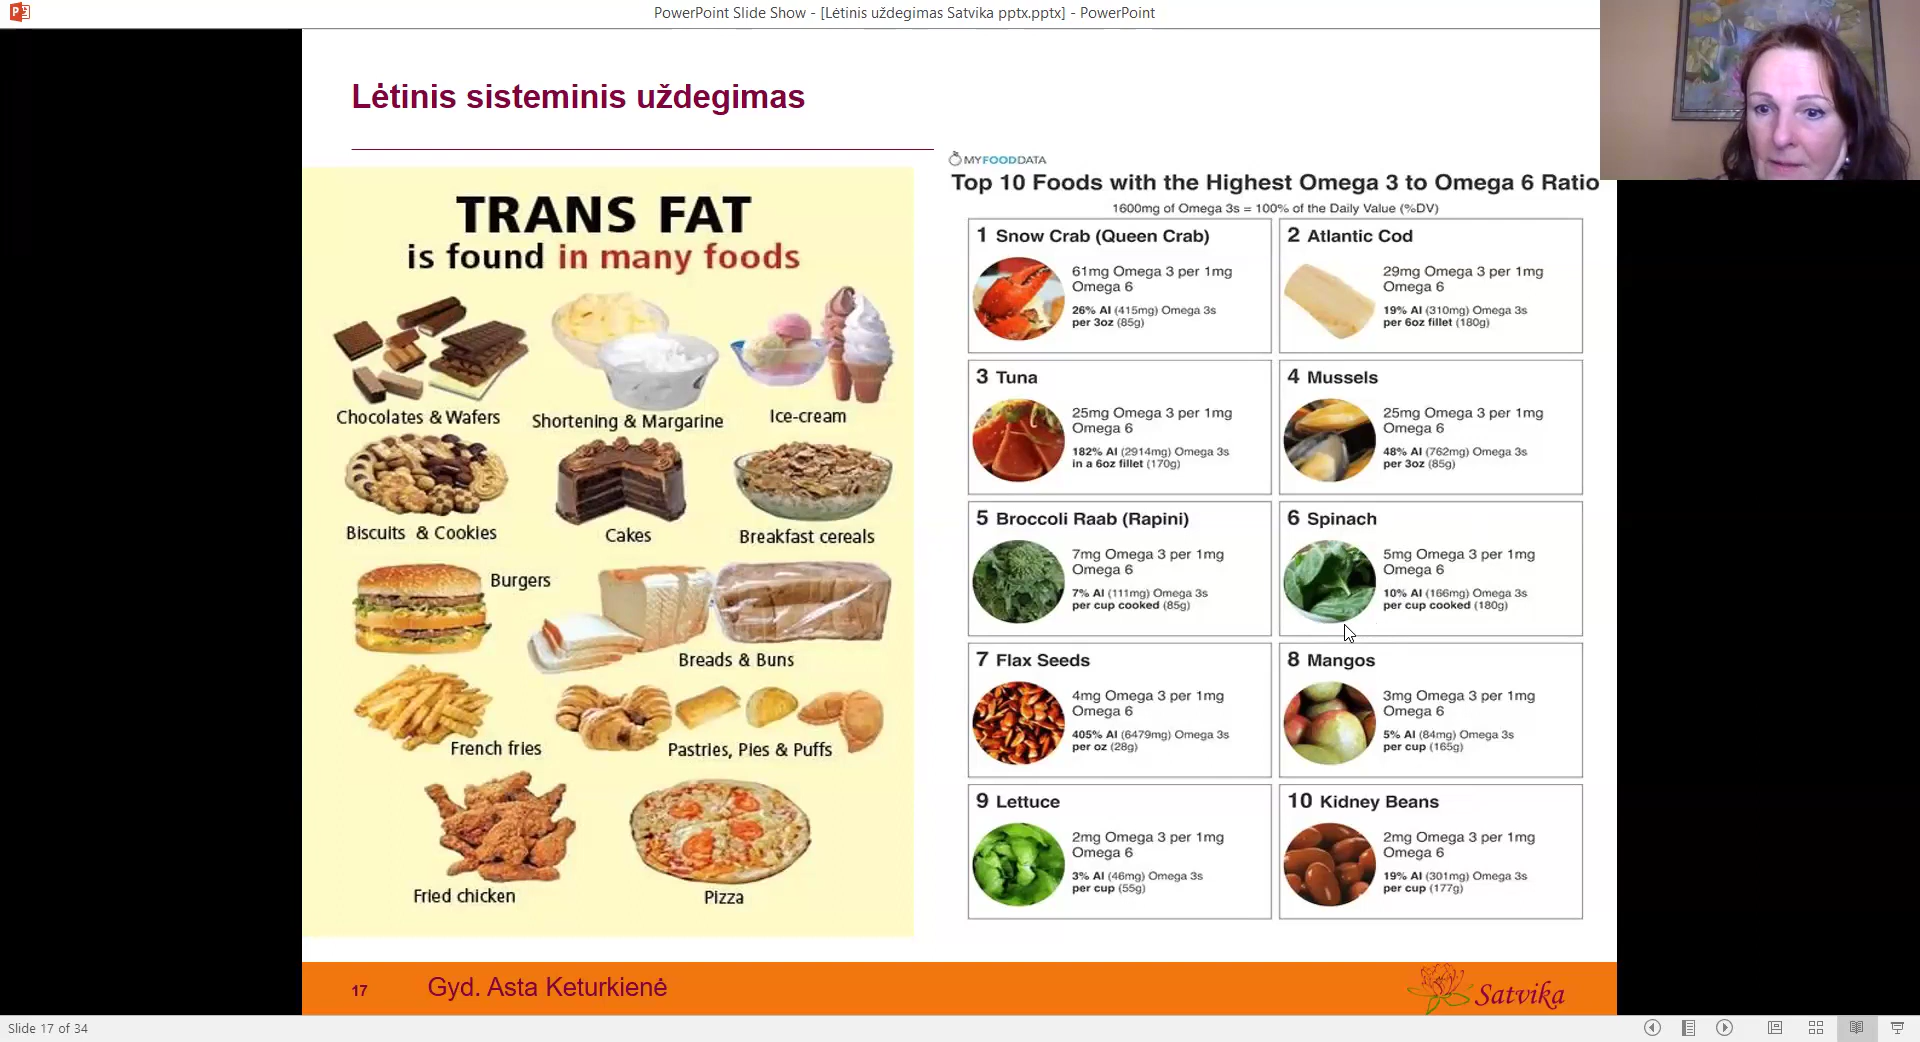 PowerPoint Slide Show - [Lėtinis uždegimas Satvika pptx.pptx] - PowerPoint
Lėtinis sisteminis uždegimas
TRANS FAT
is found in many foods
Chocolates & Wafers
Shortening & Margarine
Ice-cream
Biscuits & Cookies
Cakes
Breakfast cereals
Burgers
Breads & Buns
French fries
Pastries, Pies & Puffs
Fried chicken
Pizza
MYFOODDATA
Top 10 Foods with the Highest Omega 3 to Omega 6 Ratio
1600mg of Omega 3s = 100% of the Daily Value (%DV)
1 Snow Crab (Queen Crab)
61mg Omega 3 per 1mg
Omega 6
26% AI (415mg) Omega 3s
per 3oz (85g)
2 Atlantic Cod
29mg Omega 3 per 1mg
Omega 6
19% AI (310mg) Omega 3s
per 6oz fillet (180g)
3 Tuna
25mg Omega 3 per 1mg
Omega 6
182% AI (2914mg) Omega 3s
in a 6oz fillet (170g)
4 Mussels
25mg Omega 3 per 1mg
Omega 6
48% AI (762mg) Omega 3s
per 3oz (85g)
5 Broccoli Raab (Rapini)
7mg Omega 3 per 1mg
Omega 6
7% AI (111mg) Omega 3s
per cup cooked (85g)
6 Spinach
5mg Omega 3 per 1mg
Omega 6
10% AI (166mg) Omega 3s
per cup cooked (180g)
7 Flax Seeds
4mg Omega 3 per 1mg
Omega 6
405% AI (6479mg) Omega 3s
per oz (28g)
8 Mangos
3mg Omega 3 per 1mg
Omega 6
5% AI (84mg) Omega 3s
per cup (165g)
9 Lettuce
2mg Omega 3 per 1mg
Omega 6
3% AI (46mg) Omega 3s
per cup (55g)
10 Kidney Beans
2mg Omega 3 per 1mg
Omega 6
19% AI (301mg) Omega 3s
per cup (177g)
17
Gyd. Asta Keturkienė
Satvika
Slide 17 of 34